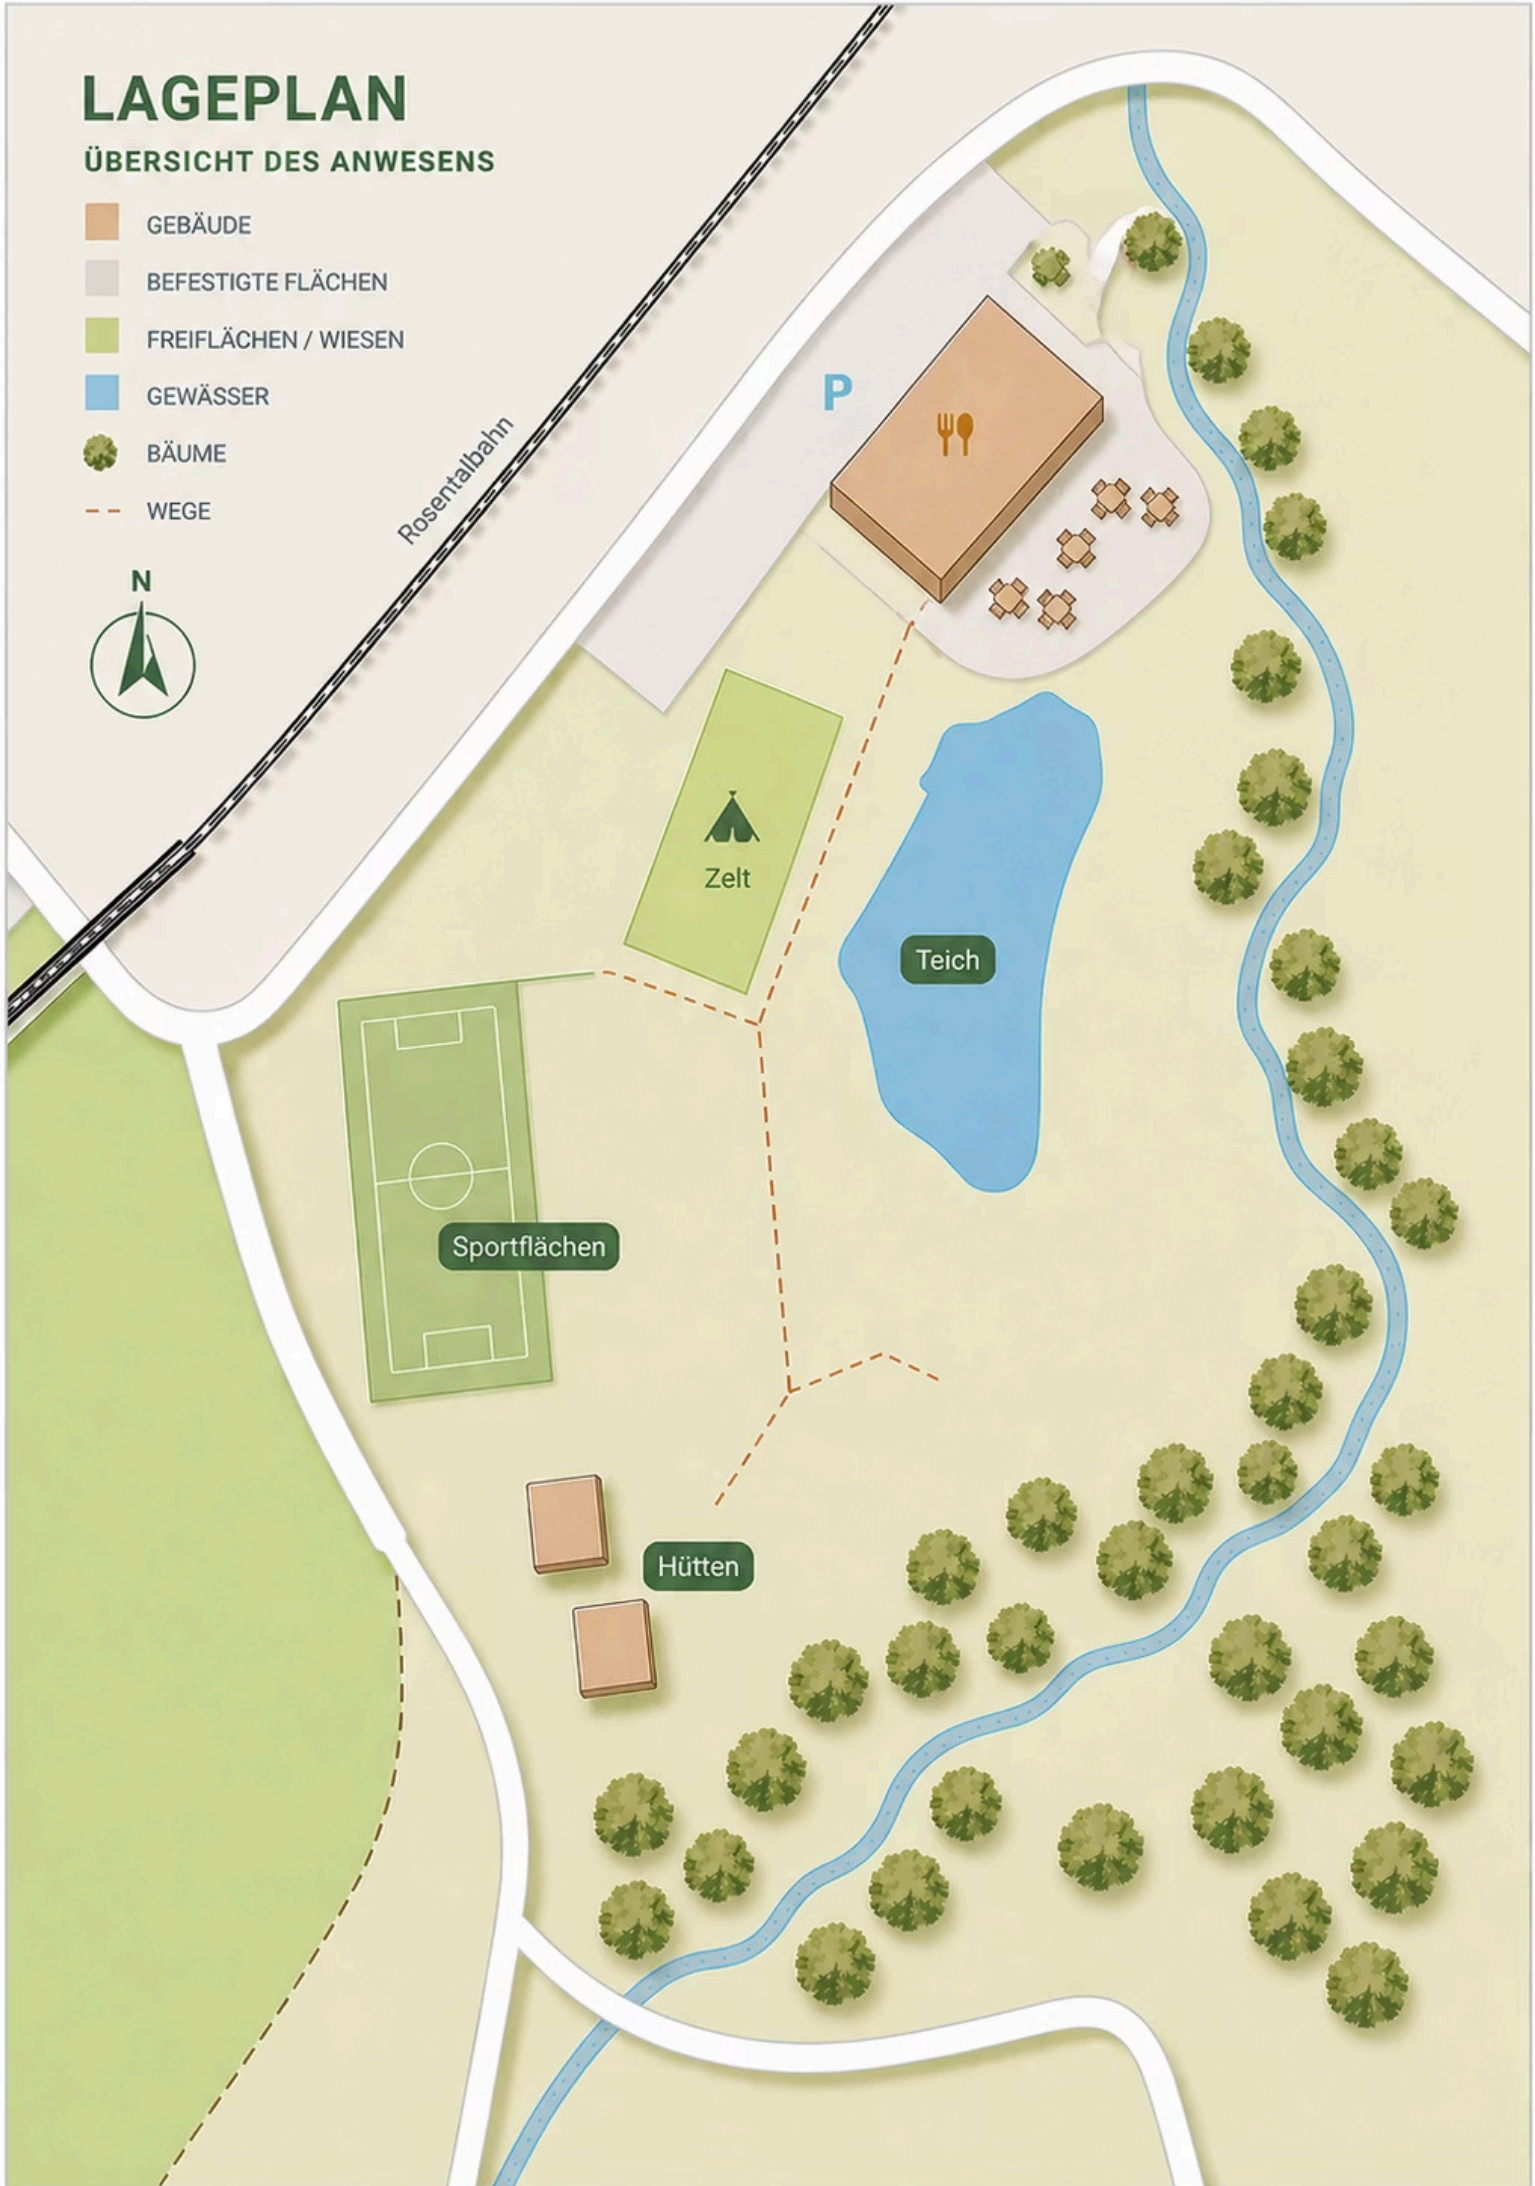 LAGEPLAN
ÜBERSICHT DES ANWESENS
GEBÄUDE
BEFESTIGTE FLÄCHEN
FREIFLÄCHEN / WIESEN
GEWÄSSER
BÄUME
WEGE
N
Rosentalbahn
P
Zelt
Teich
Sportflächen
Hütten